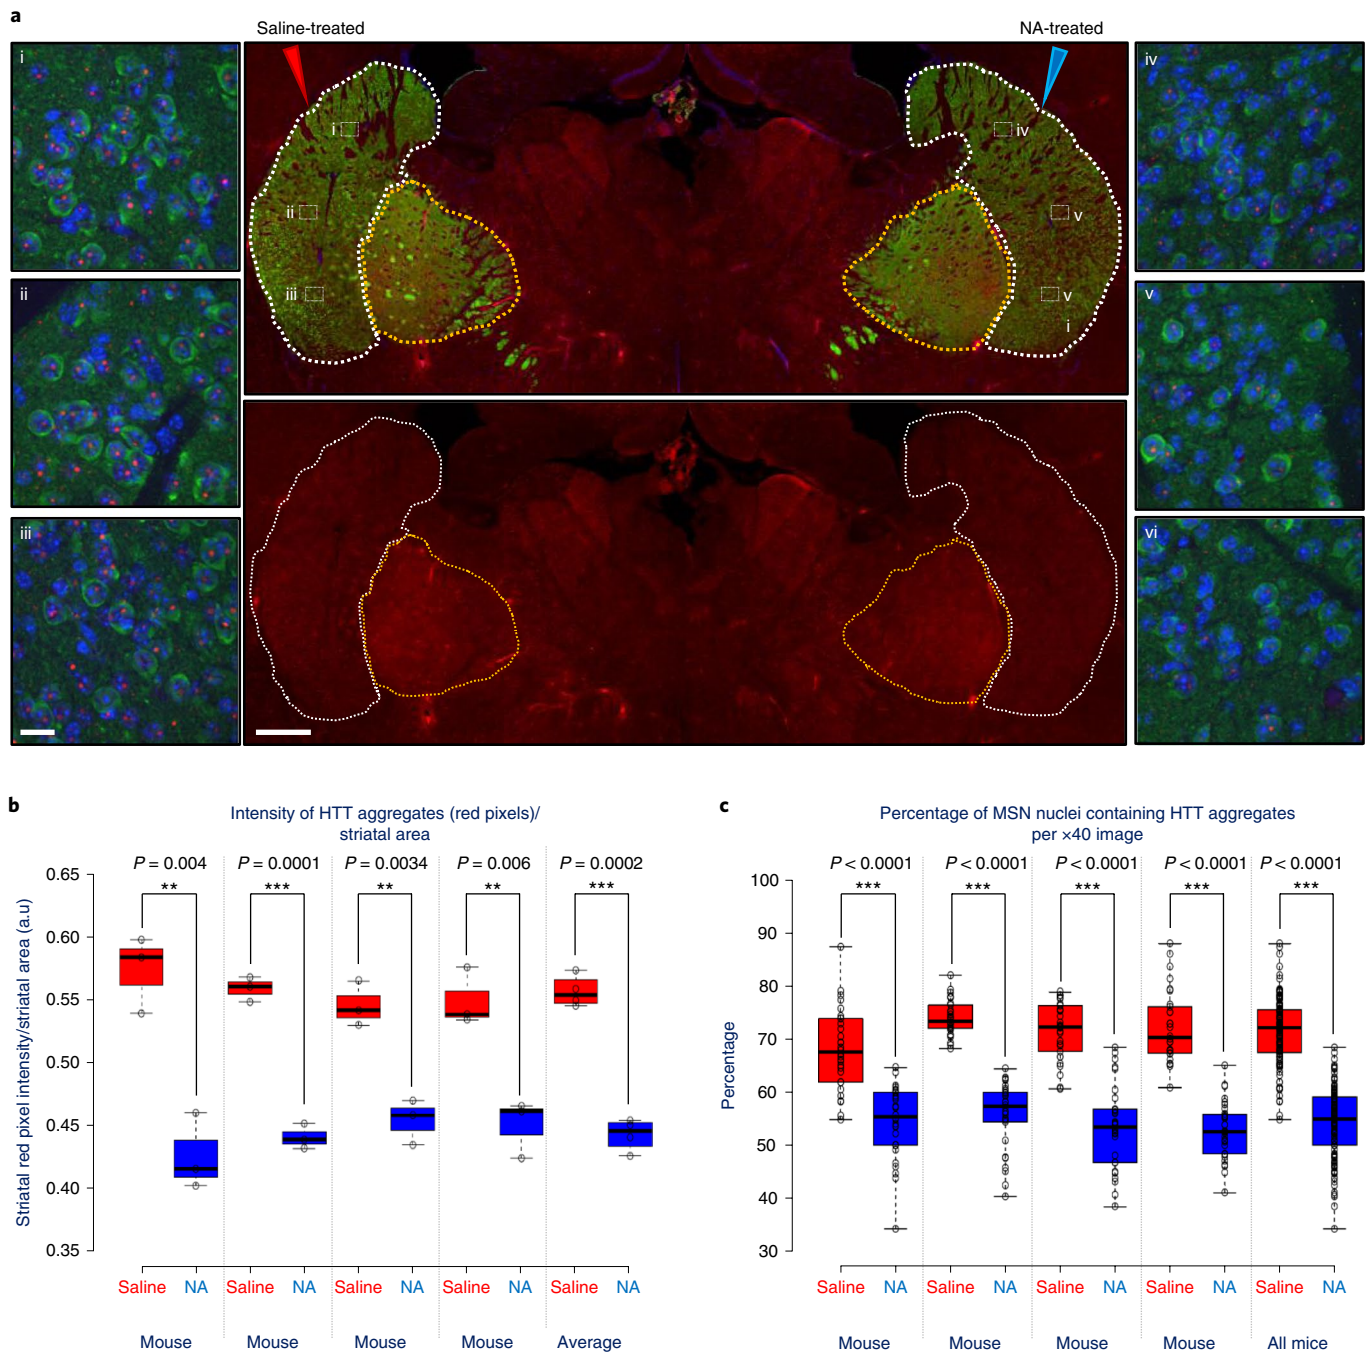 a
Saline-treated
NA-treated
i
iv
i
iv
ii
v
iii
v
i
ii
v
iii
vi
b
Intensity of HTT aggregates (red pixels)/
striatal area
P = 0.004
P = 0.0001
P = 0.0034
P = 0.006
P = 0.0002
**
***
**
**
***
Striatal red pixel intensity/striatal area (a.u)
0.65
0.60
0.55
0.50
0.45
0.40
0.35
Saline NA Saline NA Saline NA Saline NA Saline NA
Mouse Mouse Mouse Mouse Average
c
Percentage of MSN nuclei containing HTT aggregates
per ×40 image
P < 0.0001
P < 0.0001
P < 0.0001
P < 0.0001
P < 0.0001
***
***
***
***
***
Percentage
100
90
80
70
60
50
40
30
Saline NA Saline NA Saline NA Saline NA Saline NA
Mouse Mouse Mouse Mouse All mice